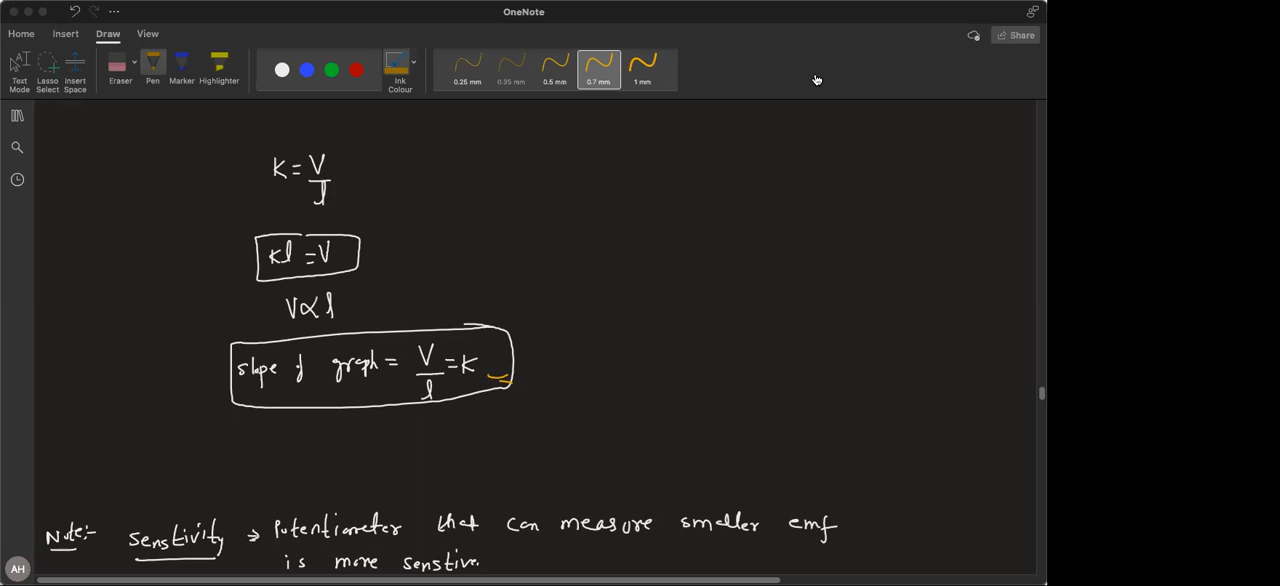 OneNote
Home Insert Draw View
Share
Text Mode
Lasso Select
Insert Space
Eraser
Pen
Marker
Highlighter
Ink Colour
0.25 mm
0.35 mm
0.5 mm
0.7 mm
1 mm
K = V/l
Kl = V
V ∝ l
slope of graph = V/l = K
Note:- Senstivity → Potentiometer that can measure smaller emf
is more senstive.
AH